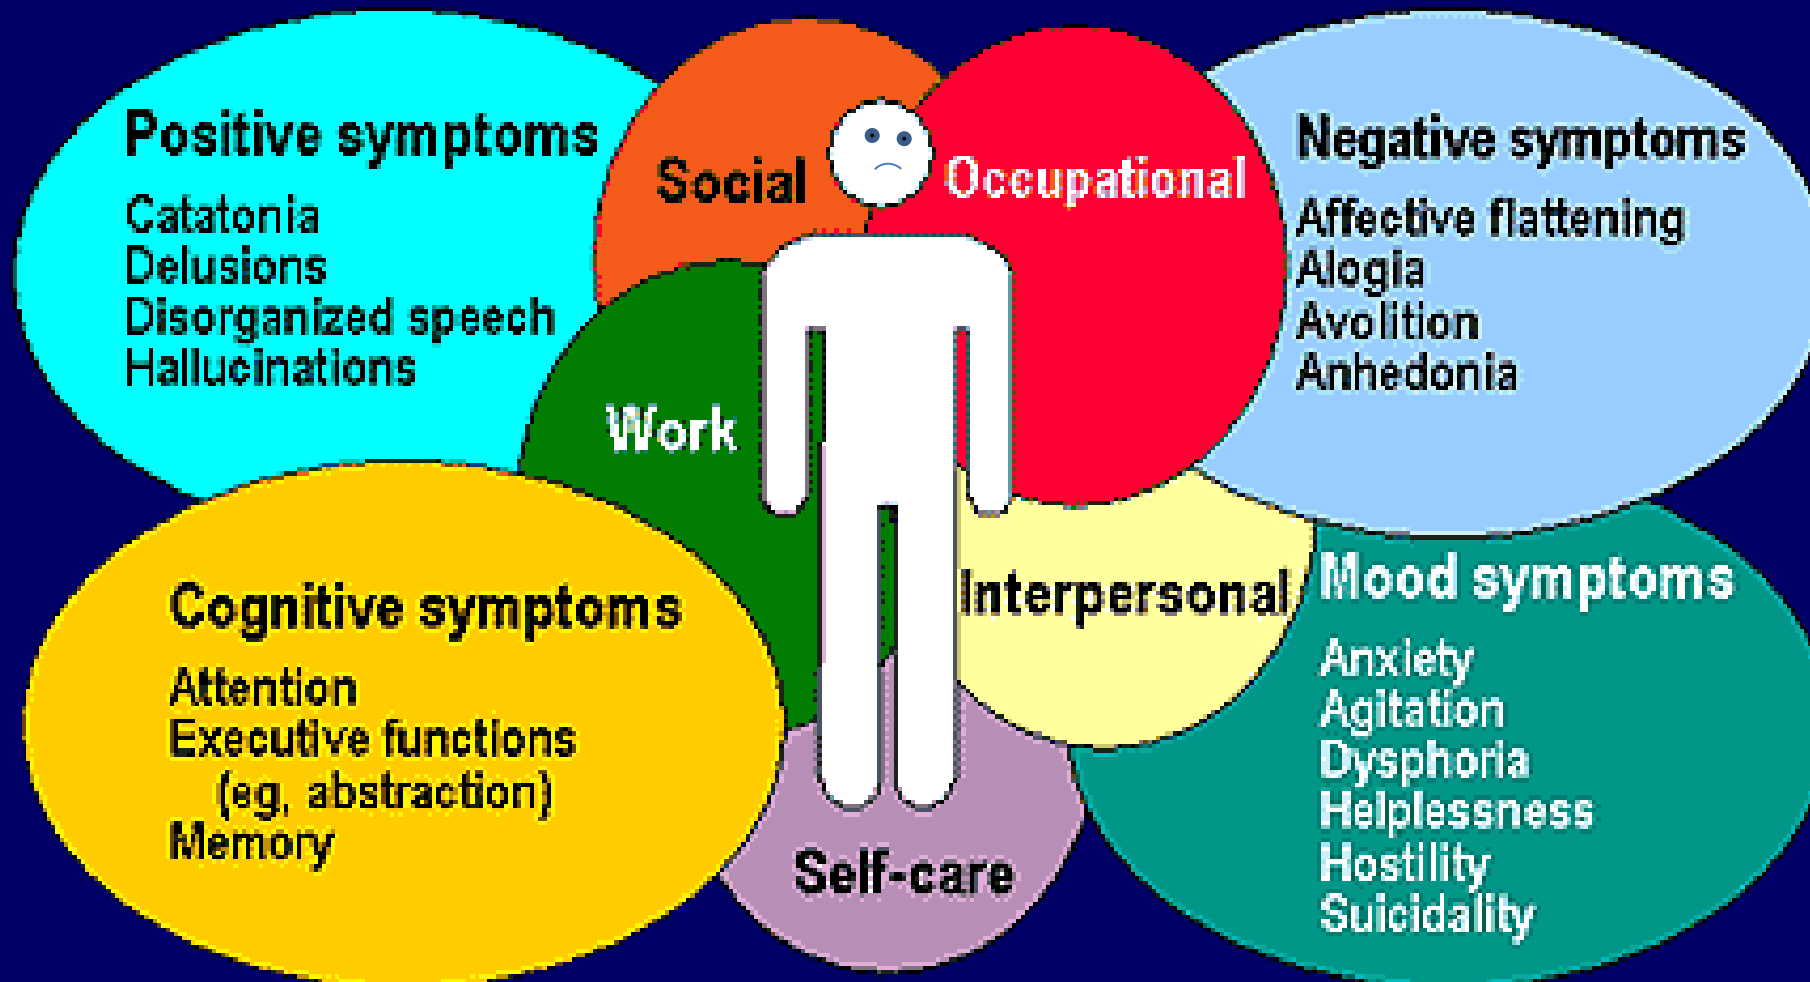 Positive symptoms
Catatonia
Delusions
Disorganized speech
Hallucinations
Social
Occupational
Negative symptoms
Affective flattening
Alogia
Avolition
Anhedonia
Work
Cognitive symptoms
Attention
Executive functions
(eg, abstraction)
Memory
Interpersonal
Mood symptoms
Anxiety
Agitation
Dysphoria
Helplessness
Hostility
Suicidality
Self-care